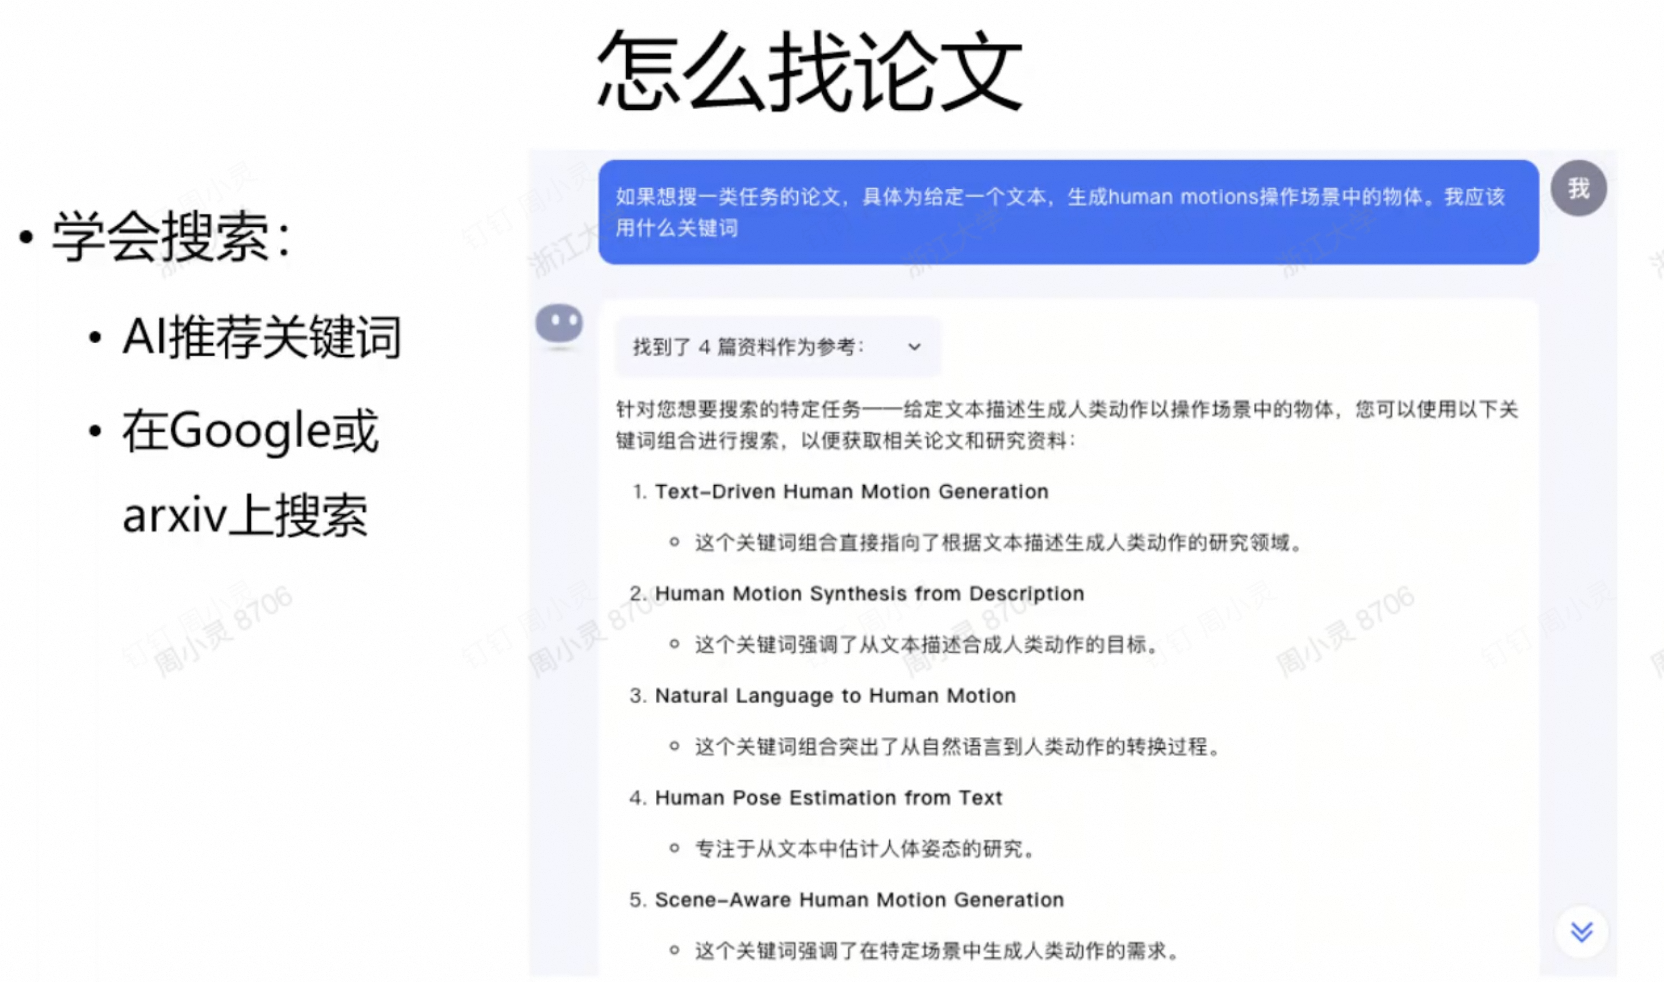 怎么找论文
• 学会搜索：
• AI推荐关键词
• 在Google或
arxiv上搜索
如果想搜一类任务的论文，具体为给定一个文本，生成human motions操作场景中的物体。我应该
用什么关键词
我
找到了 4 篇资料作为参考：
针对您想要搜索的特定任务——给定文本描述生成人类动作以操作场景中的物体，您可以使用以下关
键词组合进行搜索，以便获取相关论文和研究资料：
1. Text-Driven Human Motion Generation
这个关键词组合直接指向了根据文本描述生成人类动作的研究领域。
2. Human Motion Synthesis from Description
这个关键词强调了从文本描述合成人类动作的目标。
3. Natural Language to Human Motion
这个关键词组合突出了从自然语言到人类动作的转换过程。
4. Human Pose Estimation from Text
专注于从文本中估计人体姿态的研究。
5. Scene-Aware Human Motion Generation
这个关键词强调了在特定场景中生成人类动作的需求。
浙江大学
钉钉 周小灵
周小灵 8706